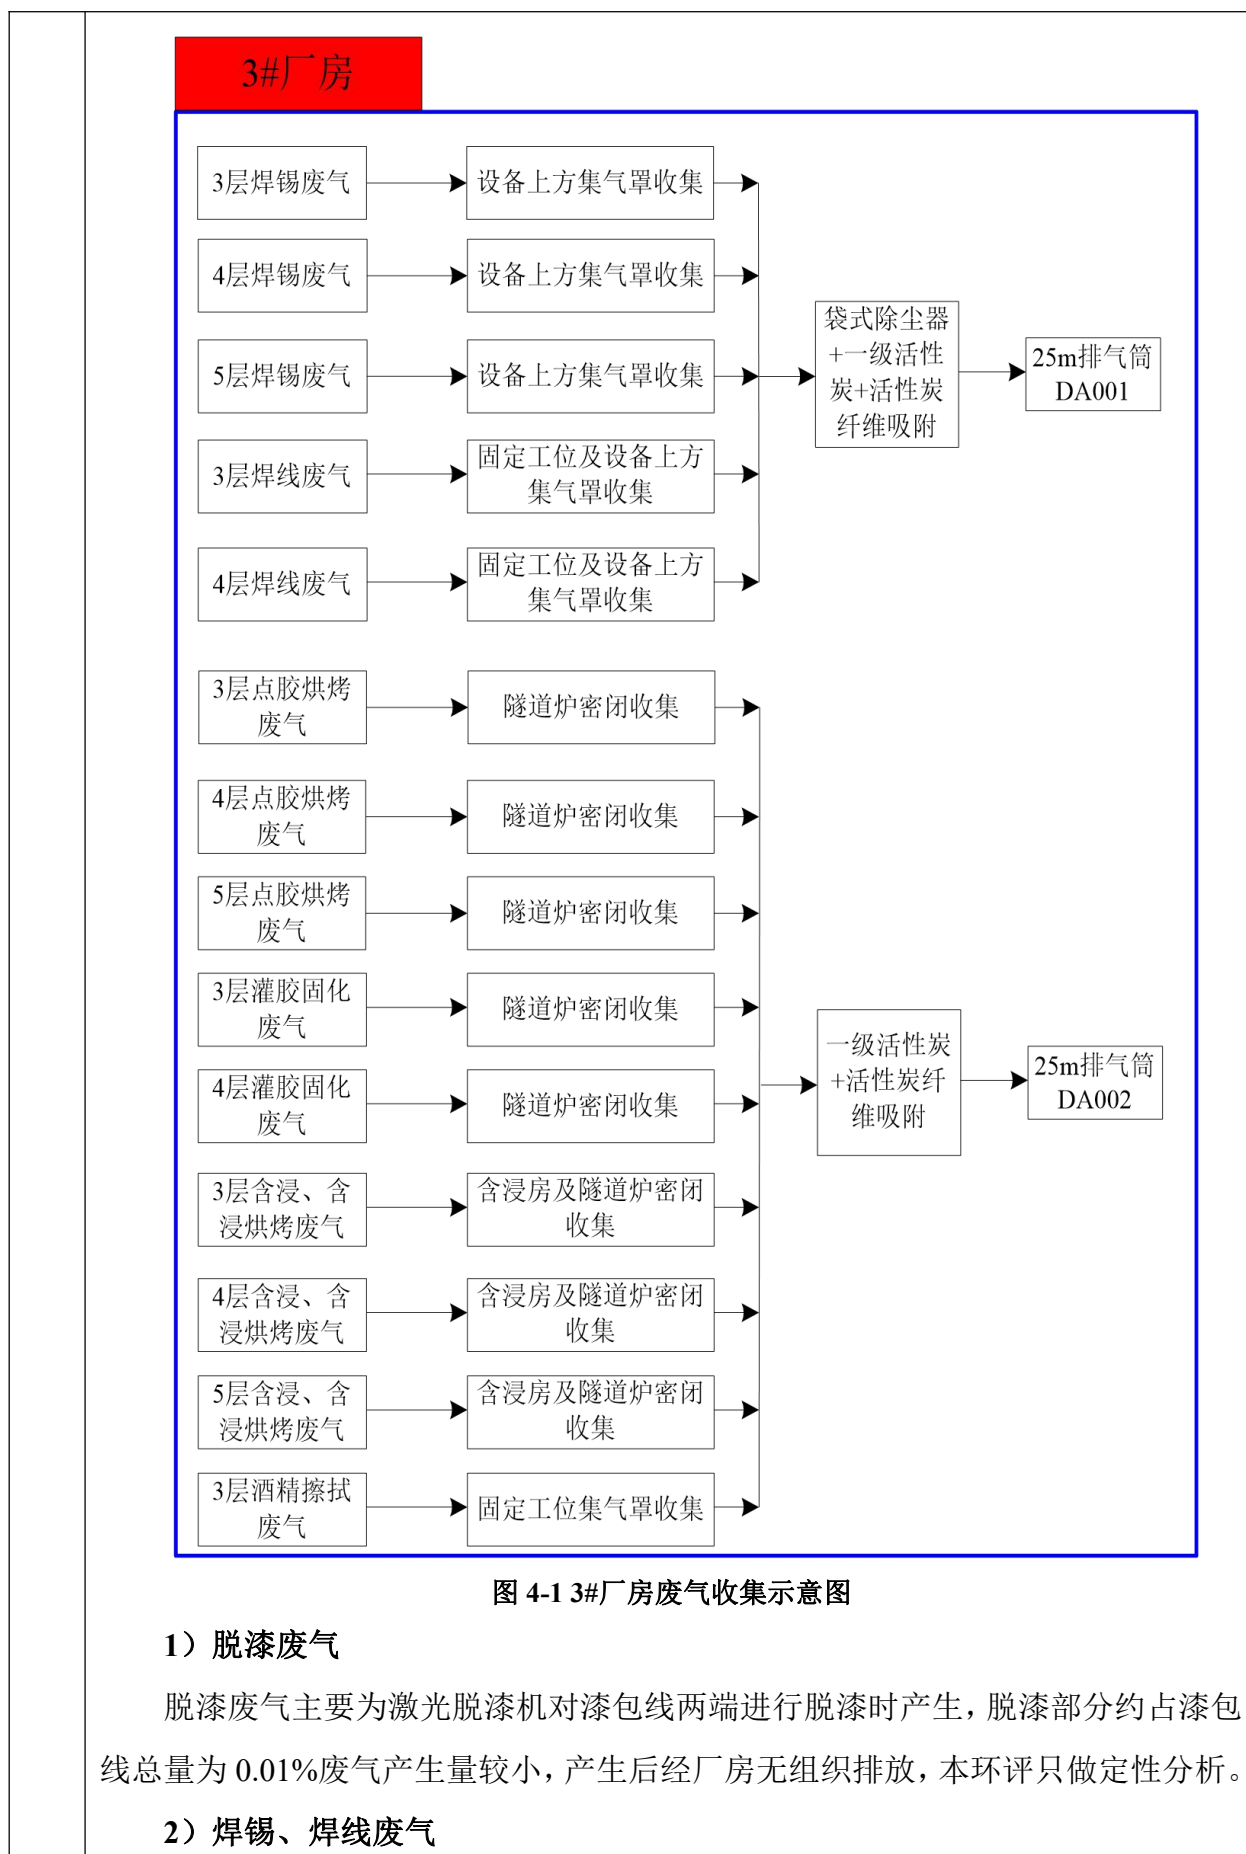 3#厂房
3层焊锡废气
设备上方集气罩收集
4层焊锡废气
设备上方集气罩收集
5层焊锡废气
设备上方集气罩收集
3层焊线废气
固定工位及设备上方
集气罩收集
4层焊线废气
固定工位及设备上方
集气罩收集
袋式除尘器
+一级活性
炭+活性炭
纤维吸附
25m排气筒
DA001
3层点胶烘烤
废气
隧道炉密闭收集
4层点胶烘烤
废气
隧道炉密闭收集
5层点胶烘烤
废气
隧道炉密闭收集
3层灌胶固化
废气
隧道炉密闭收集
4层灌胶固化
废气
隧道炉密闭收集
3层含浸、含
浸烘烤废气
含浸房及隧道炉密闭
收集
4层含浸、含
浸烘烤废气
含浸房及隧道炉密闭
收集
5层含浸、含
浸烘烤废气
含浸房及隧道炉密闭
收集
3层酒精擦拭
废气
固定工位集气罩收集
一级活性炭
+活性炭纤
维吸附
25m排气筒
DA002
图 4-1 3#厂房废气收集示意图
1）脱漆废气
脱漆废气主要为激光脱漆机对漆包线两端进行脱漆时产生，脱漆部分约占漆包
线总量为 0.01%废气产生量较小，产生后经厂房无组织排放，本环评只做定性分析。
2）焊锡、焊线废气